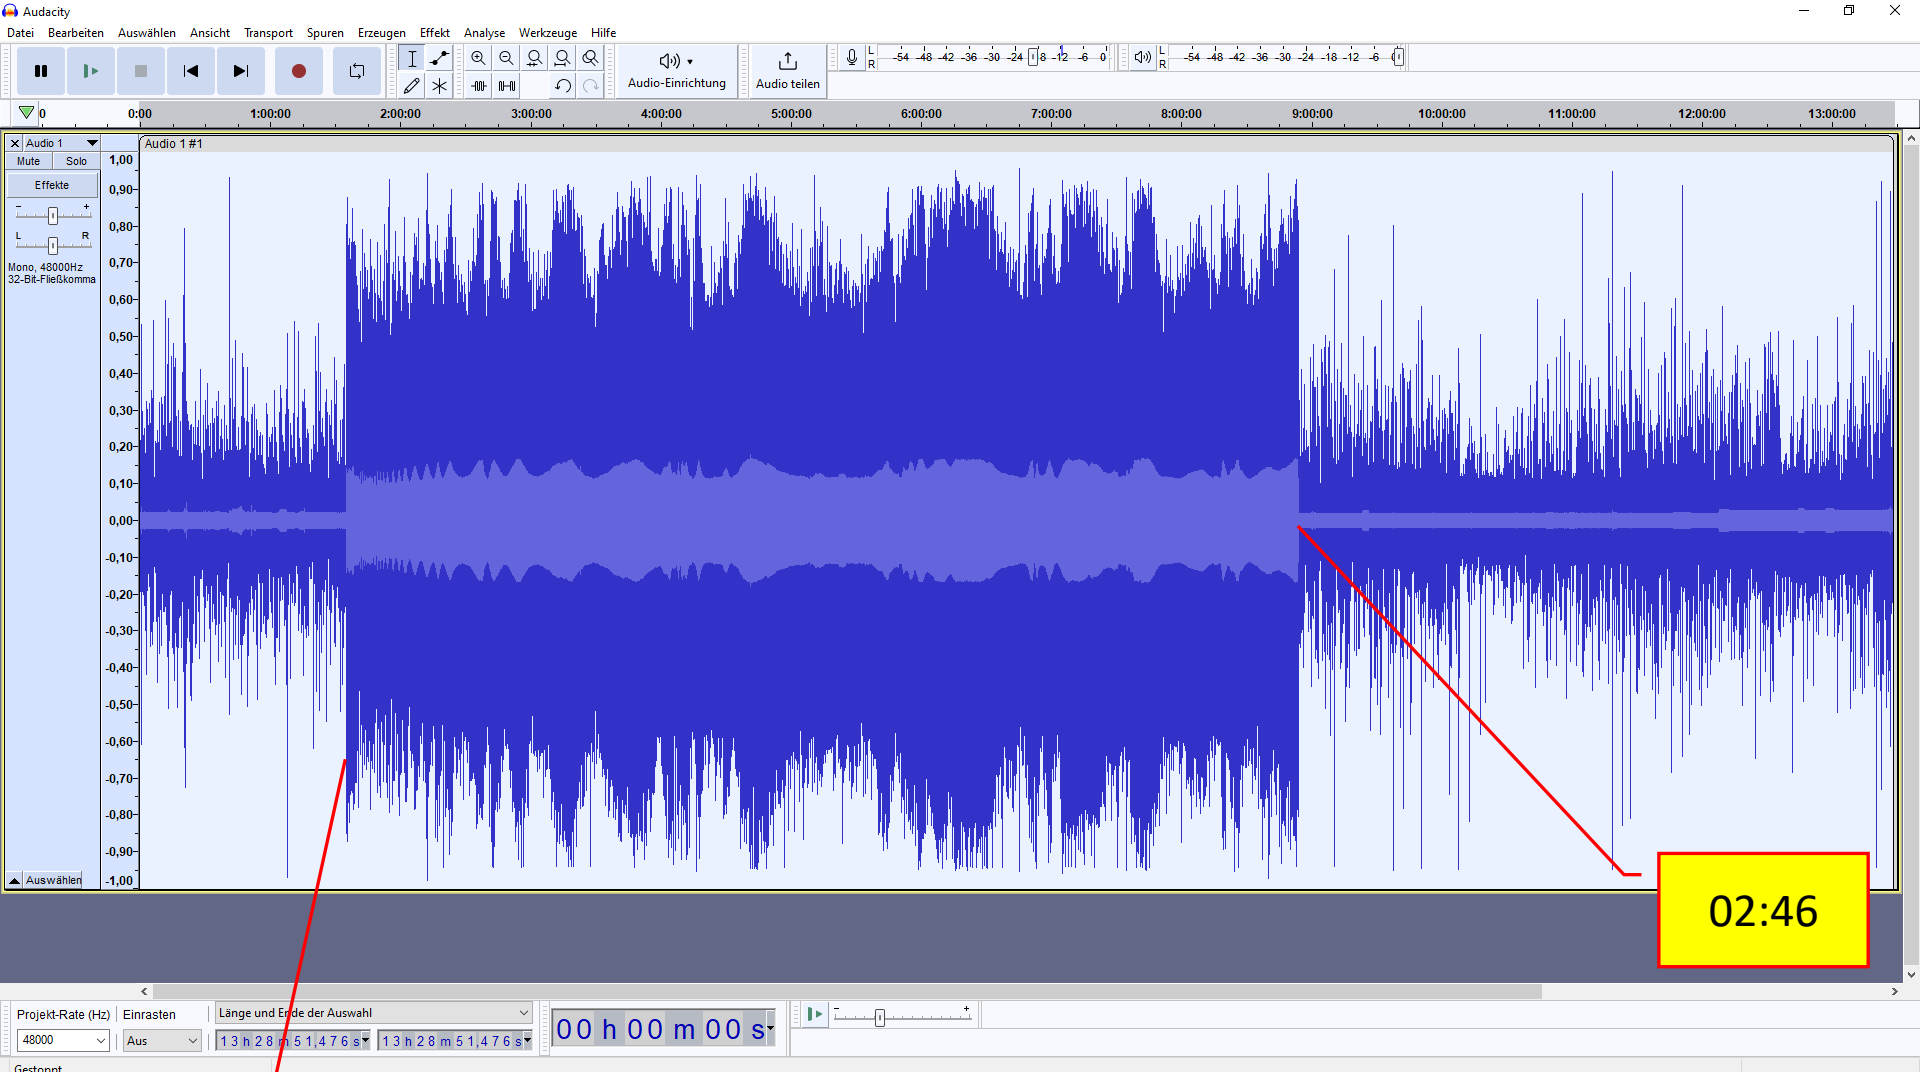 Audacity
Datei Bearbeiten Auswählen Ansicht Transport Spuren Erzeugen Effekt Analyse Werkzeuge Hilfe
Audio-Einrichtung
Audio teilen
L
R
-54 -48 -42 -36 -30 -24 8 -12 -6 0
L
R
-54 -48 -42 -36 -30 -24 -18 -12 -6 0
0 0:00 1:00:00 2:00:00 3:00:00 4:00:00 5:00:00 6:00:00 7:00:00 8:00:00 9:00:00 10:00:00 11:00:00 12:00:00 13:00:00
Audio 1
Mute Solo
Effekte
- +
L R
Mono, 48000Hz
32-Bit-Fließkomma
Auswählen
Audio 1 #1
1,00
0,90
0,80
0,70
0,60
0,50
0,40
0,30
0,20
0,10
0,00
-0,10
-0,20
-0,30
-0,40
-0,50
-0,60
-0,70
-0,80
-0,90
-1,00
02:46
Projekt-Rate (Hz) Einrasten Länge und Ende der Auswahl
48000 Aus 13h28m51,476s 13h28m51,476s
00 h 00 m 00 s
- +
Gestoppt